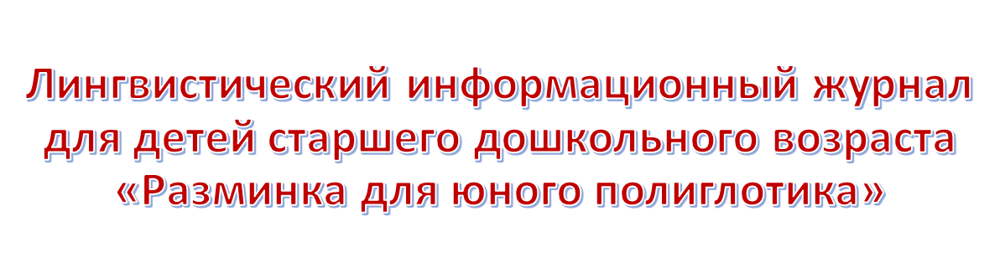 Лингвистический информационный журнал
для детей старшего дошкольного возраста
«Разминка для юного полиглотика»